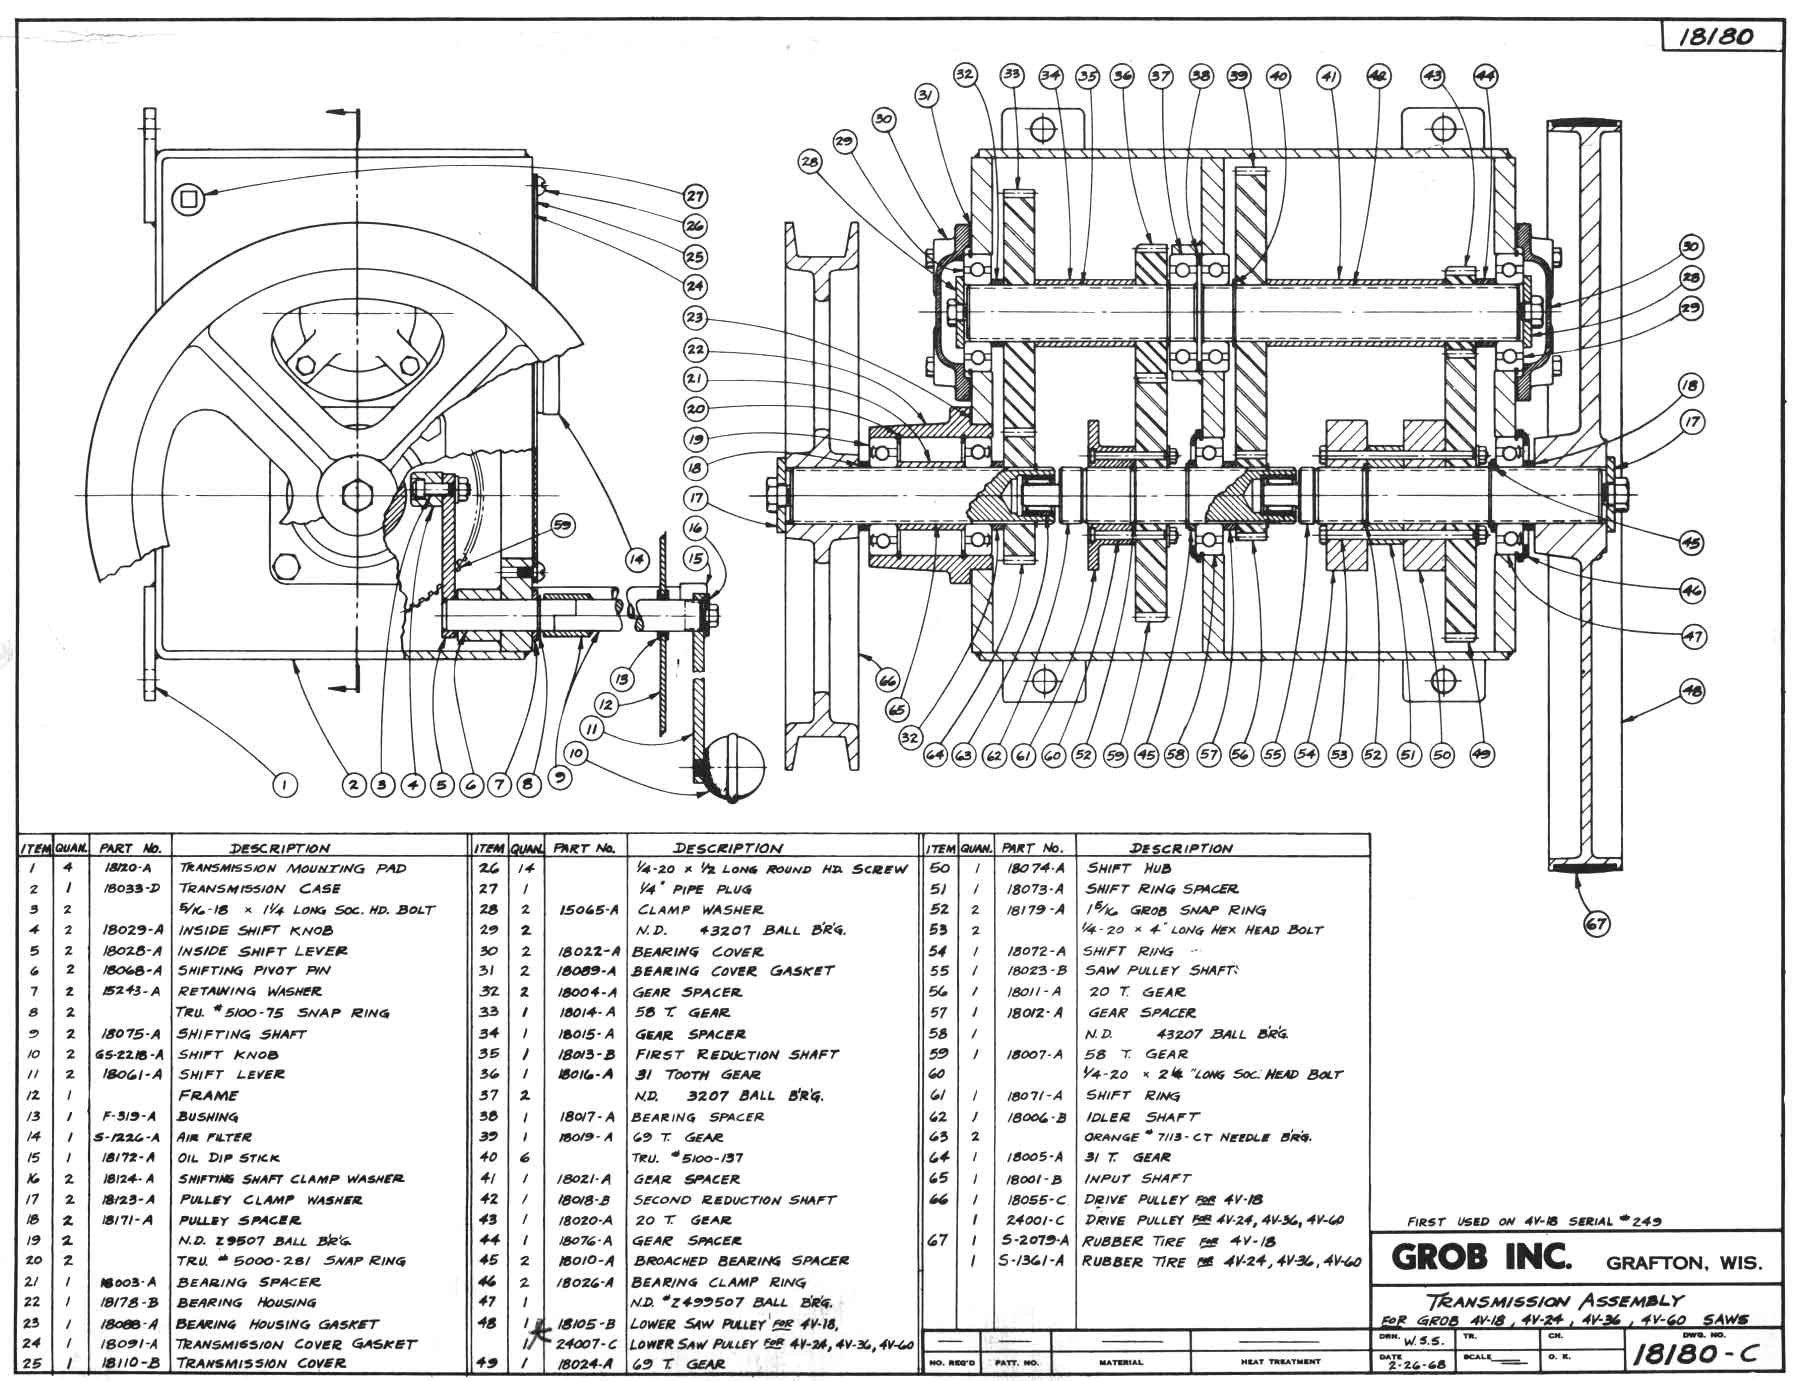 18180
32 33 34 35 36 37 38 39 40 41 42 43 44
31
30
29
28
27
26
25
24
23
22
21
20
19
18
17
16
15
14
59
13
12
11
10
1 2 3 4 5 6 7 8 9
30
28
29
18
17
45
46
47
48
66
65
32
64 63 62 61 60 52 59 45 58 57 56 55 54 53 52 51 50 49
67
ITEM QUAN. PART NO. DESCRIPTION
1 4 18120-A TRANSMISSION MOUNTING PAD
2 1 18033-D TRANSMISSION CASE
3 2 5/16-18 x 1 1/4 LONG SOC. HD. BOLT
4 2 18029-A INSIDE SHIFT KNOB
5 2 18028-A INSIDE SHIFT LEVER
6 2 18068-A SHIFTING PIVOT PIN
7 2 15243-A RETAINING WASHER
8 2 TRU. #5100-75 SNAP RING
9 2 18075-A SHIFTING SHAFT
10 2 GS-2218-A SHIFT KNOB
11 2 18061-A SHIFT LEVER
12 1 FRAME
13 1 F-319-A BUSHING
14 1 S-1226-A AIR FILTER
15 1 18172-A OIL DIP STICK
16 2 18124-A SHIFTING SHAFT CLAMP WASHER
17 2 18123-A PULLEY CLAMP WASHER
18 2 18171-A PULLEY SPACER
19 2 N.D. Z9507 BALL B'R'G.
20 2 TRU. #5000-281 SNAP RING
21 1 18003-A BEARING SPACER
22 1 18178-B BEARING HOUSING
23 1 18088-A BEARING HOUSING GASKET
24 1 18091-A TRANSMISSION COVER GASKET
25 1 18110-B TRANSMISSION COVER
ITEM QUAN. PART NO. DESCRIPTION
26 14 1/4-20 x 1/2 LONG ROUND HD. SCREW
27 1 1/4" PIPE PLUG
28 2 15065-A CLAMP WASHER
29 2 N.D. 43207 BALL B'R'G.
30 2 18022-A BEARING COVER
31 2 18089-A BEARING COVER GASKET
32 2 18004-A GEAR SPACER
33 1 18014-A 58 T. GEAR
34 1 18015-A GEAR SPACER
35 1 18013-B FIRST REDUCTION SHAFT
36 1 18016-A 31 TOOTH GEAR
37 2 N.D. 3207 BALL B'R'G.
38 1 18017-A BEARING SPACER
39 1 18019-A 69 T. GEAR
40 6 TRU. #5100-137
41 1 18021-A GEAR SPACER
42 1 18018-B SECOND REDUCTION SHAFT
43 1 18020-A 20 T. GEAR
44 1 18076-A GEAR SPACER
45 2 18010-A BROACHED BEARING SPACER
46 2 18026-A BEARING CLAMP RING
47 1 N.D. #Z499507 BALL B'R'G.
48 1 18105-B LOWER SAW PULLEY FOR 4V-18,
1 24007-C LOWER SAW PULLEY FOR 4V-24, 4V-36, 4V-60
49 1 18024-A 69 T. GEAR
ITEM QUAN. PART NO. DESCRIPTION
50 1 18074-A SHIFT HUB
51 1 18073-A SHIFT RING SPACER
52 2 18179-A 1 5/16 GROB SNAP RING
53 2 1/4-20 x 4" LONG HEX HEAD BOLT
54 1 18072-A SHIFT RING
55 1 18023-B SAW PULLEY SHAFT
56 1 18011-A 20 T. GEAR
57 1 18012-A GEAR SPACER
58 1 N.D. 43207 BALL B'R'G.
59 1 18007-A 58 T. GEAR
60 1/4-20 x 2 1/4" LONG SOC. HEAD BOLT
61 1 18071-A SHIFT RING
62 1 18006-B IDLER SHAFT
63 2 ORANGE #7113-CT NEEDLE B'R'G.
64 1 18005-A 31 T. GEAR
65 1 18001-B INPUT SHAFT
66 1 18055-C DRIVE PULLEY FOR 4V-18
1 24001-C DRIVE PULLEY FOR 4V-24, 4V-36, 4V-60
67 1 S-2079-A RUBBER TIRE FOR 4V-18
1 S-1361-A RUBBER TIRE FOR 4V-24, 4V-36, 4V-60
NO. REQ'D PATT. NO. MATERIAL HEAT TREATMENT
FIRST USED ON 4V-18 SERIAL #249
GROB INC. GRAFTON, WIS.
TRANSMISSION ASSEMBLY
FOR GROB 4V-18, 4V-24, 4V-36, 4V-60 SAWS
DRN. W.S.S. TR. CH. DWG. NO.
DATE 2-26-68 SCALE O.K. 18180-C